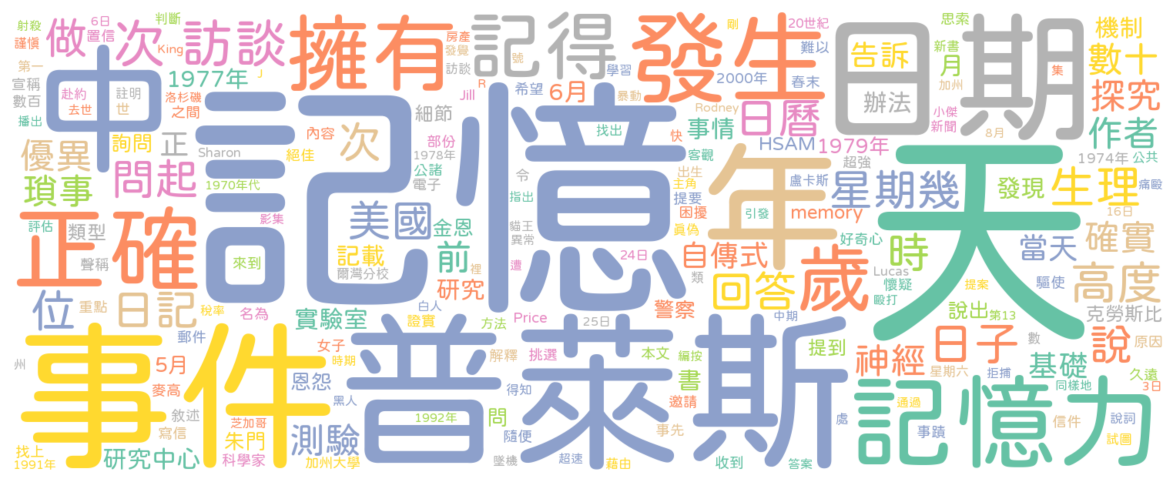 射殺
判斷
6日
謹慎
置信
King
第一
宣稱
數百
播出
赴約
去世
註明
世
做
次
訪談
擁有
1977年
J
洛杉磯
之間
房產
發覺
訪談
記得
R
號
學習
希望
6月
暴動
Jill
細節
部份
1978年
公諸
電子
發生
剛
20世紀
難以
2000年
春末
Rodney
日曆
事情
快
找出
客觀
HSAM
1979年
日期
告訴
辦法
思索
新書
月
加州
集
小傑
新聞
8月
機制
數十
探究
作者
1974年
公共
中
詢問
正
內容
Sharon
絕佳
次
優異
瑣事
問起
1970年代
影集
記憶
美國
金恩
令
指出
貓王
異常
遭
裡
24日
類
25日
年
出生
主角
提要
困擾
真偽
memory
自傳式
盧卡斯
引發
超強
好奇心
Lucas
懷疑
毆打
星期幾
天
發現
生理
痛毆
16日
當天
確實
驅使
高度
提案
說出
第13
克勞斯比
正確
評估
類型
聲稱
來到
記載
爾灣分校
前
研究
時
歲
回答
警察
位
重點
日記
稅率
名為
實驗室
白人
證實
方法
Price
中期
事件
州
郵件
5月
麥高
敘述
寫信
找上
1991年
研究中心
女子
時期
恩怨
黑人
芝加哥
朱門
科學家
測驗
加州大學
1992年
普萊斯
解釋
得知
問
隨便
墜機
挑選
超速
藉由
本文
編按
書
邀請
事先
收到
提到
處
答案
神經
日子
說
星期六
拒捕
數
基礎
同樣地
原因
久遠
3日
記憶力
通過
事蹟
信件
說詞
試圖